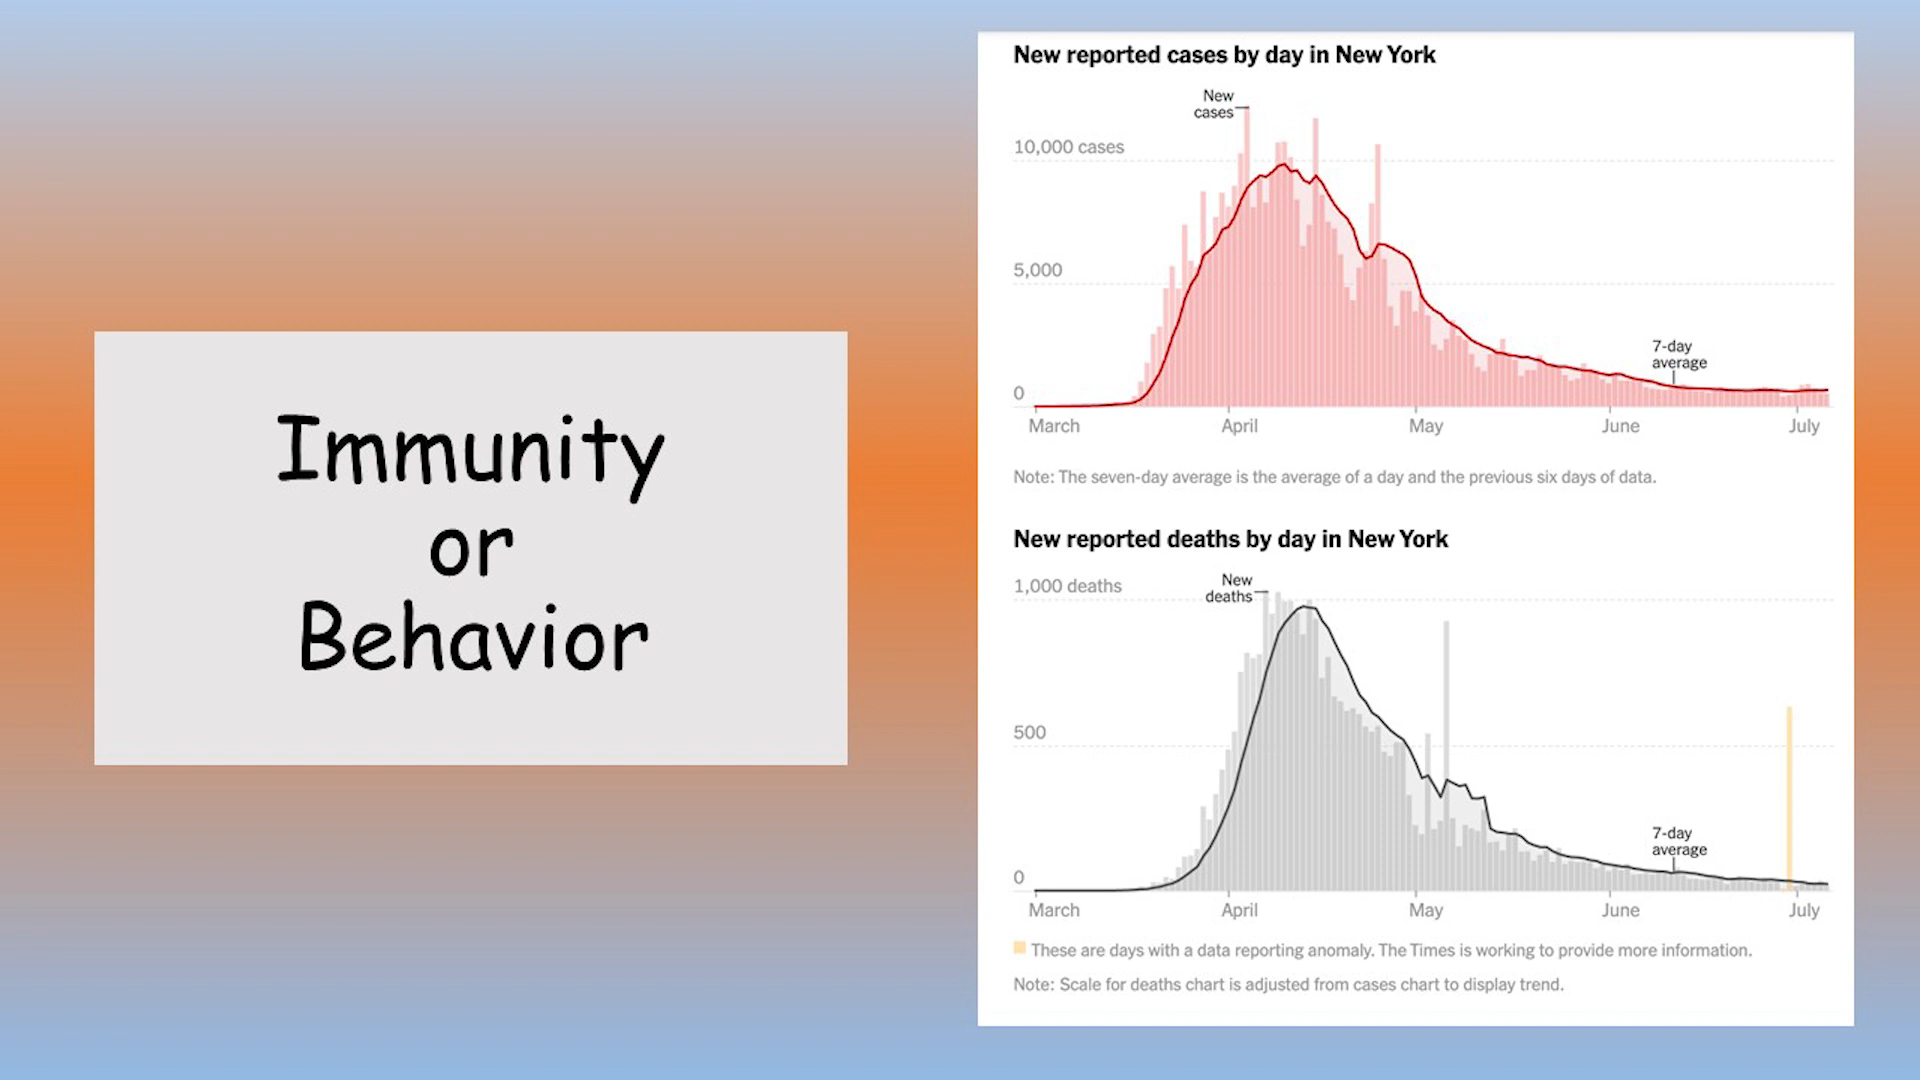 Immunity
or
Behavior
New reported cases by day in New York
New
cases
10,000 cases
5,000
7-day
average
0
March April May June July
Note: The seven-day average is the average of a day and the previous six days of data.
New reported deaths by day in New York
New
deaths
1,000 deaths
500
7-day
average
0
March April May June July
These are days with a data reporting anomaly. The Times is working to provide more information.
Note: Scale for deaths chart is adjusted from cases chart to display trend.